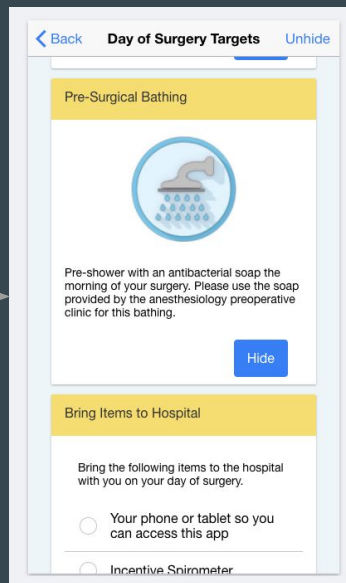 Back Day of Surgery Targets Unhide
Pre-Surgical Bathing
Pre-shower with an antibacterial soap the
morning of your surgery. Please use the soap
provided by the anesthesiology preoperative
clinic for this bathing.
Hide
Bring Items to Hospital
Bring the following items to the hospital
with you on your day of surgery.
Your phone or tablet so you
can access this app
Incentive Spirometer